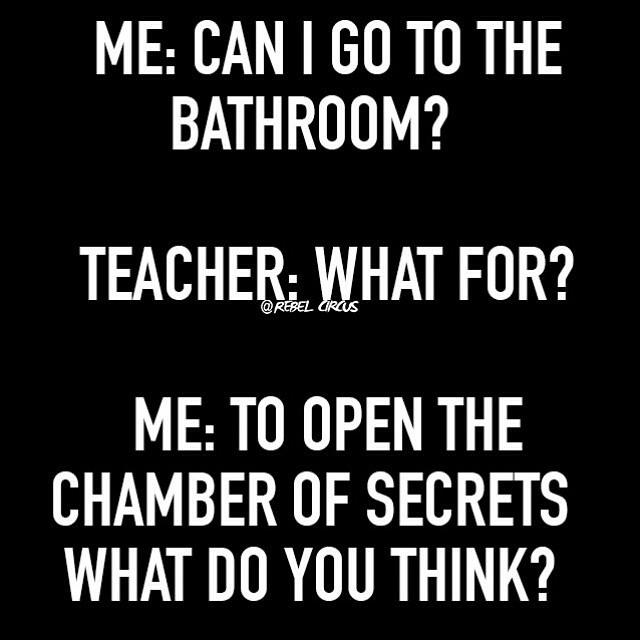 ME: CAN I GO TO THE
BATHROOM?
TEACHER: WHAT FOR?
@REBEL CIRCUS
ME: TO OPEN THE
CHAMBER OF SECRETS
WHAT DO YOU THINK?